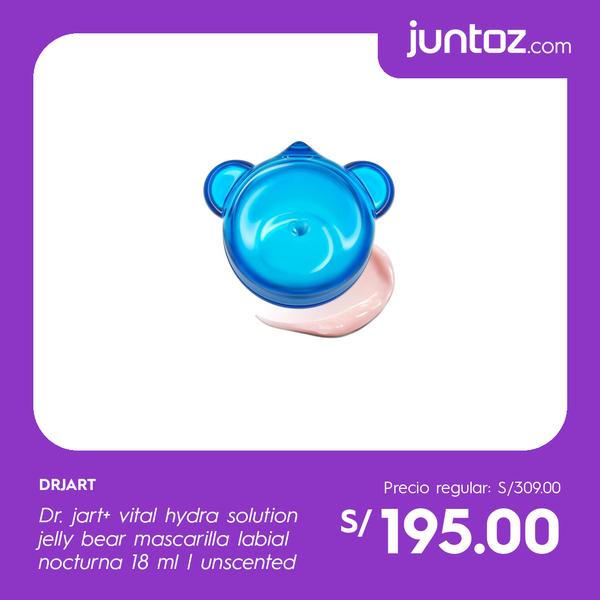 juntoz.com
DRJART
Dr. jart+ vital hydra solution
jelly bear mascarilla labial
nocturna 18 ml | unscented
Precio regular: S/309.00
S/195.00